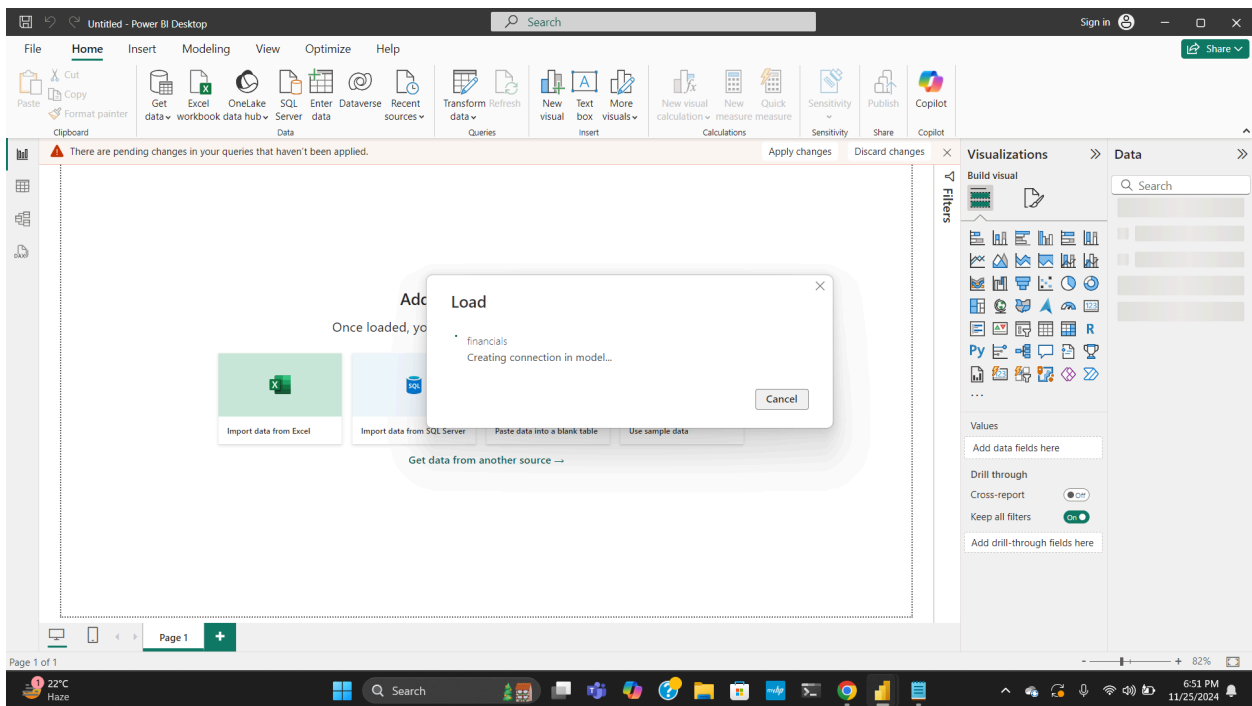 Untitled - Power BI Desktop
Search
Sign in
File Home Insert Modeling View Optimize Help
Share
Paste
Cut
Copy
Format painter
Clipboard
Get data
Excel workbook
OneLake data hub
SQL Server
Enter data
Dataverse
Recent sources
Data
Transform data
Refresh
Queries
New visual
Text box
More visuals
Insert
New visual calculation
New measure
Quick measure
Calculations
Sensitivity
Sensitivity
Publish
Share
Copilot
Copilot
There are pending changes in your queries that haven't been applied.
Apply changes
Discard changes
Filters
Add
Once loaded, yo
Load
financials
Creating connection in model...
Cancel
Import data from Excel
SQL
Import data from SQL Server
Paste data into a blank table
Use sample data
Get data from another source →
Visualizations
Build visual
123
R
Py
123
...
Values
Add data fields here
Drill through
Cross-report
Off
Keep all filters
On
Add drill-through fields here
Data
Search
DAX
Page 1
+
Page 1 of 1
- + 82%
1
22°C
Haze
Search
6:51 PM
11/25/2024